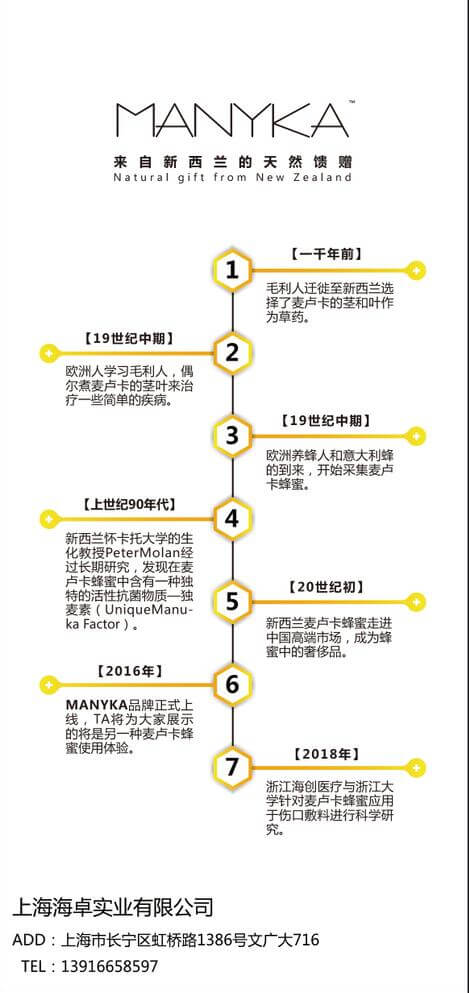 MANYKA™
来自新西兰的天然馈赠
Natural gift from New Zealand
1
【一千年前】
毛利人迁徙至新西兰选
择了麦卢卡的茎和叶作
为草药。
【19世纪中期】
2
欧洲人学习毛利人，偶
尔煮麦卢卡的茎叶来治
疗一些简单的疾病。
3
【19世纪中期】
欧洲养蜂人和意大利蜂
的到来，开始采集麦卢
卡蜂蜜。
【上世纪90年代】
4
新西兰怀卡托大学的生
化教授PeterMolan经
过长期研究，发现在麦
卢卡蜂蜜中含有一种独
特的活性抗菌物质—独
麦素（UniqueManu-
ka Factor）。
5
【20世纪初】
新西兰麦卢卡蜂蜜走进
中国高端市场，成为蜂
蜜中的奢侈品。
【2016年】
6
MANYKA品牌正式上
线，TA将为大家展示
的将是另一种麦卢卡蜂
蜜使用体验。
7
【2018年】
浙江海创医疗与浙江大
学针对麦卢卡蜂蜜应用
于伤口敷料进行科学研
究。
上海海卓实业有限公司
ADD：上海市长宁区虹桥路1386号文广大716
TEL：13916658597